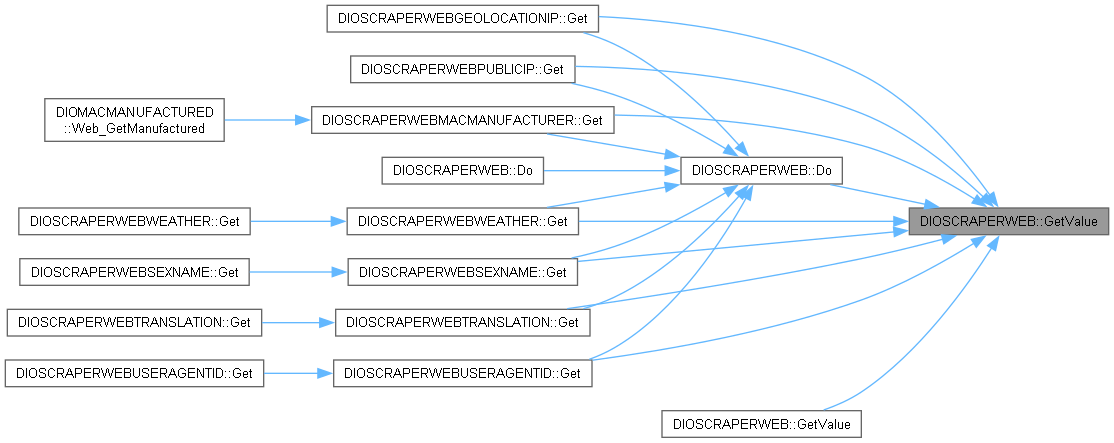 DIOSCRAPERWEBGEOLOCATIONIP::Get
DIOSCRAPERWEBPUBLICIP::Get
DIOMACMANUFACTURED
::Web_GetManufactured
DIOSCRAPERWEBMACMANUFACTURER::Get
DIOSCRAPERWEB::Do
DIOSCRAPERWEB::Do
DIOSCRAPERWEBWEATHER::Get
DIOSCRAPERWEBWEATHER::Get
DIOSCRAPERWEB::GetValue
DIOSCRAPERWEBSEXNAME::Get
DIOSCRAPERWEBSEXNAME::Get
DIOSCRAPERWEBTRANSLATION::Get
DIOSCRAPERWEBTRANSLATION::Get
DIOSCRAPERWEBUSERAGENTID::Get
DIOSCRAPERWEBUSERAGENTID::Get
DIOSCRAPERWEB::GetValue